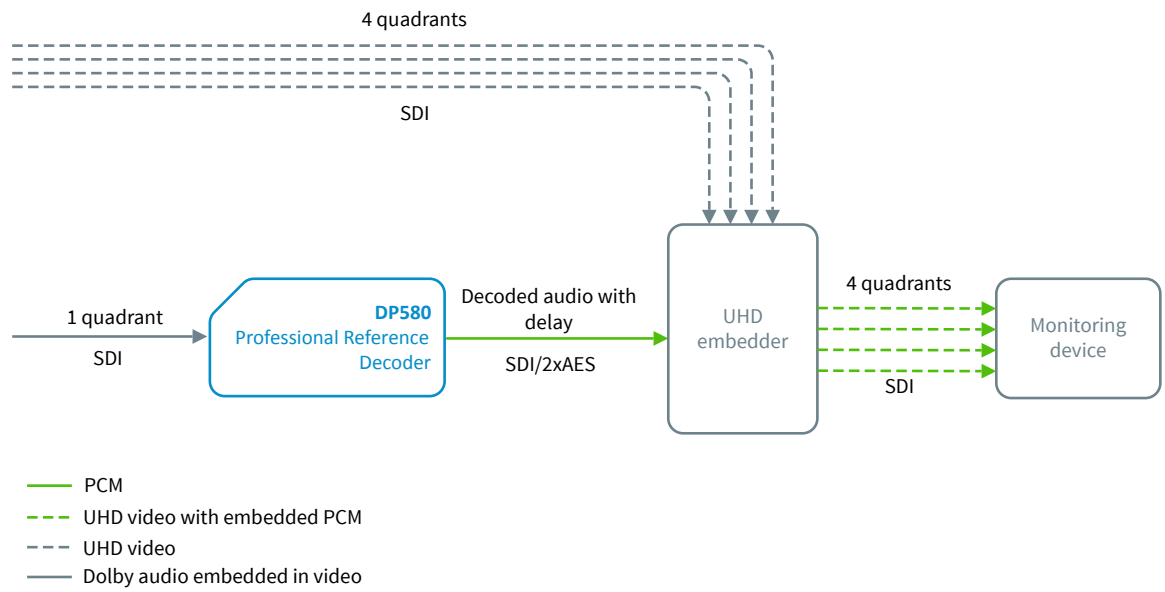 4 quadrants
SDI
1 quadrant
SDI
DP580
Professional Reference
Decoder
Decoded audio with
delay
SDI/2xAES
UHD
embedder
4 quadrants
SDI
Monitoring
device
PCM
UHD video with embedded PCM
UHD video
Dolby audio embedded in video